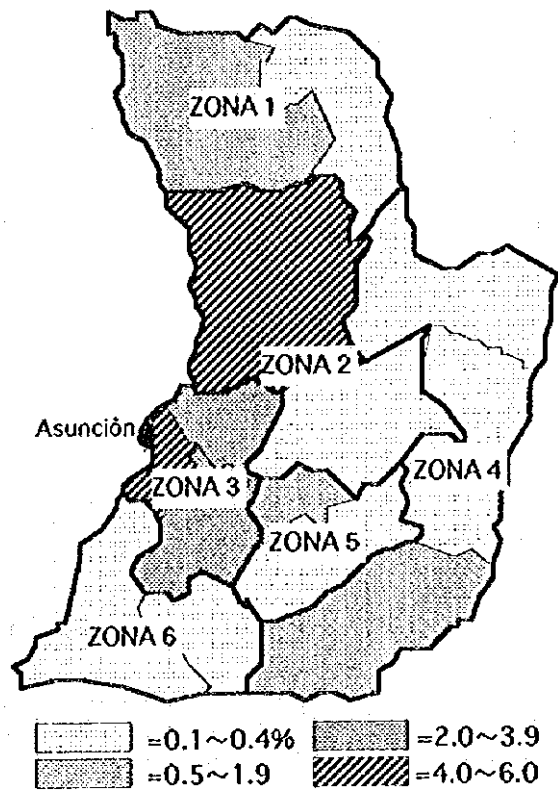 ZONA 1
ZONA 2
Asunción
ZONA 3
ZONA 4
ZONA 5
ZONA 6
=0.1~0.4%
=2.0~3.9
=0.5~1.9
=4.0~6.0